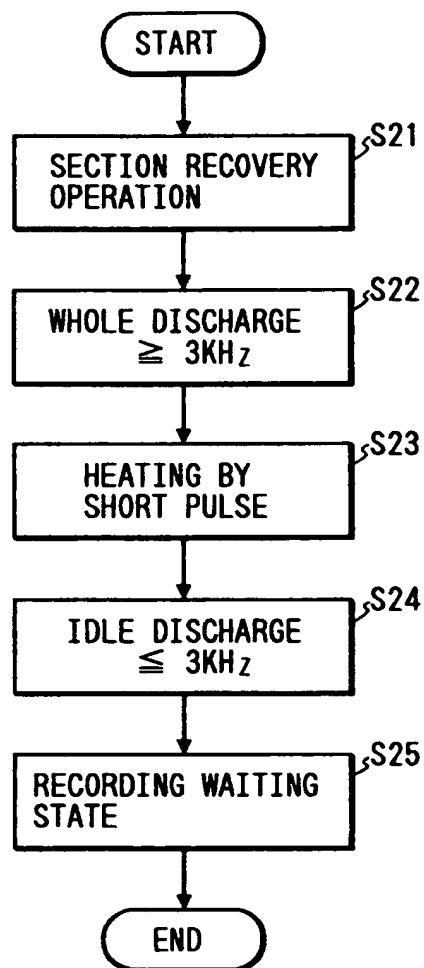 START
S21
SECTION RECOVERY
OPERATION
S22
WHOLE DISCHARGE
≧ 3KHZ
S23
HEATING BY
SHORT PULSE
S24
IDLE DISCHARGE
≦ 3KHZ
S25
RECORDING WAITING
STATE
END